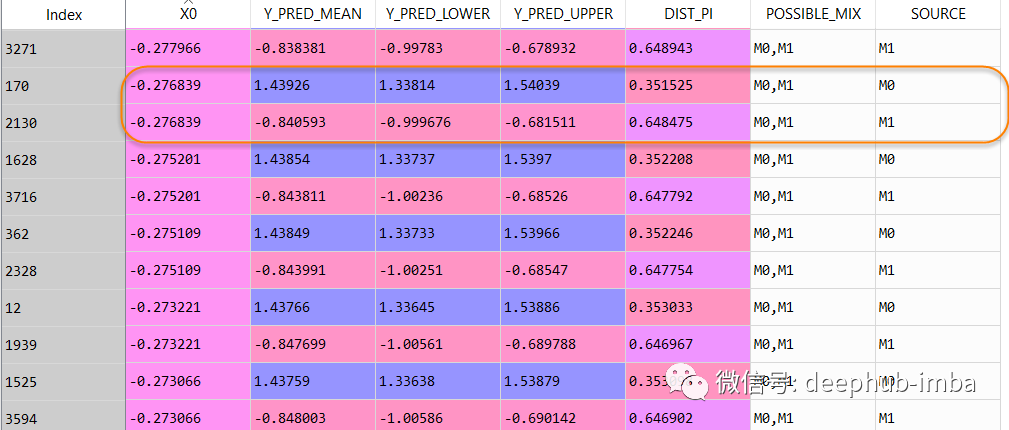 Index X0 Y_PRED_MEAN Y_PRED_LOWER Y_PRED_UPPER DIST_PI POSSIBLE_MIX SOURCE
3271 -0.277966 -0.838381 -0.99783 -0.678932 0.648943 M0,M1 M1
170 -0.276839 1.43926 1.33814 1.54039 0.351525 M0,M1 M0
2130 -0.276839 -0.840593 -0.999676 -0.681511 0.648475 M0,M1 M1
1628 -0.275201 1.43854 1.33737 1.5397 0.352208 M0,M1 M0
3716 -0.275201 -0.843811 -1.00236 -0.68526 0.647792 M0,M1 M1
362 -0.275109 1.43849 1.33733 1.53966 0.352246 M0,M1 M0
2328 -0.275109 -0.843991 -1.00251 -0.68547 0.647754 M0,M1 M1
12 -0.273221 1.43766 1.33645 1.53886 0.353033 M0,M1 M0
1939 -0.273221 -0.847699 -1.00561 -0.689788 0.646967 M0,M1 M1
1525 -0.273066 1.43759 1.33638 1.53879 M0,M1 M0
微信号: deephub-imba
3594 -0.273066 -0.848003 -1.00586 -0.690142 0.646902 M0,M1 M1